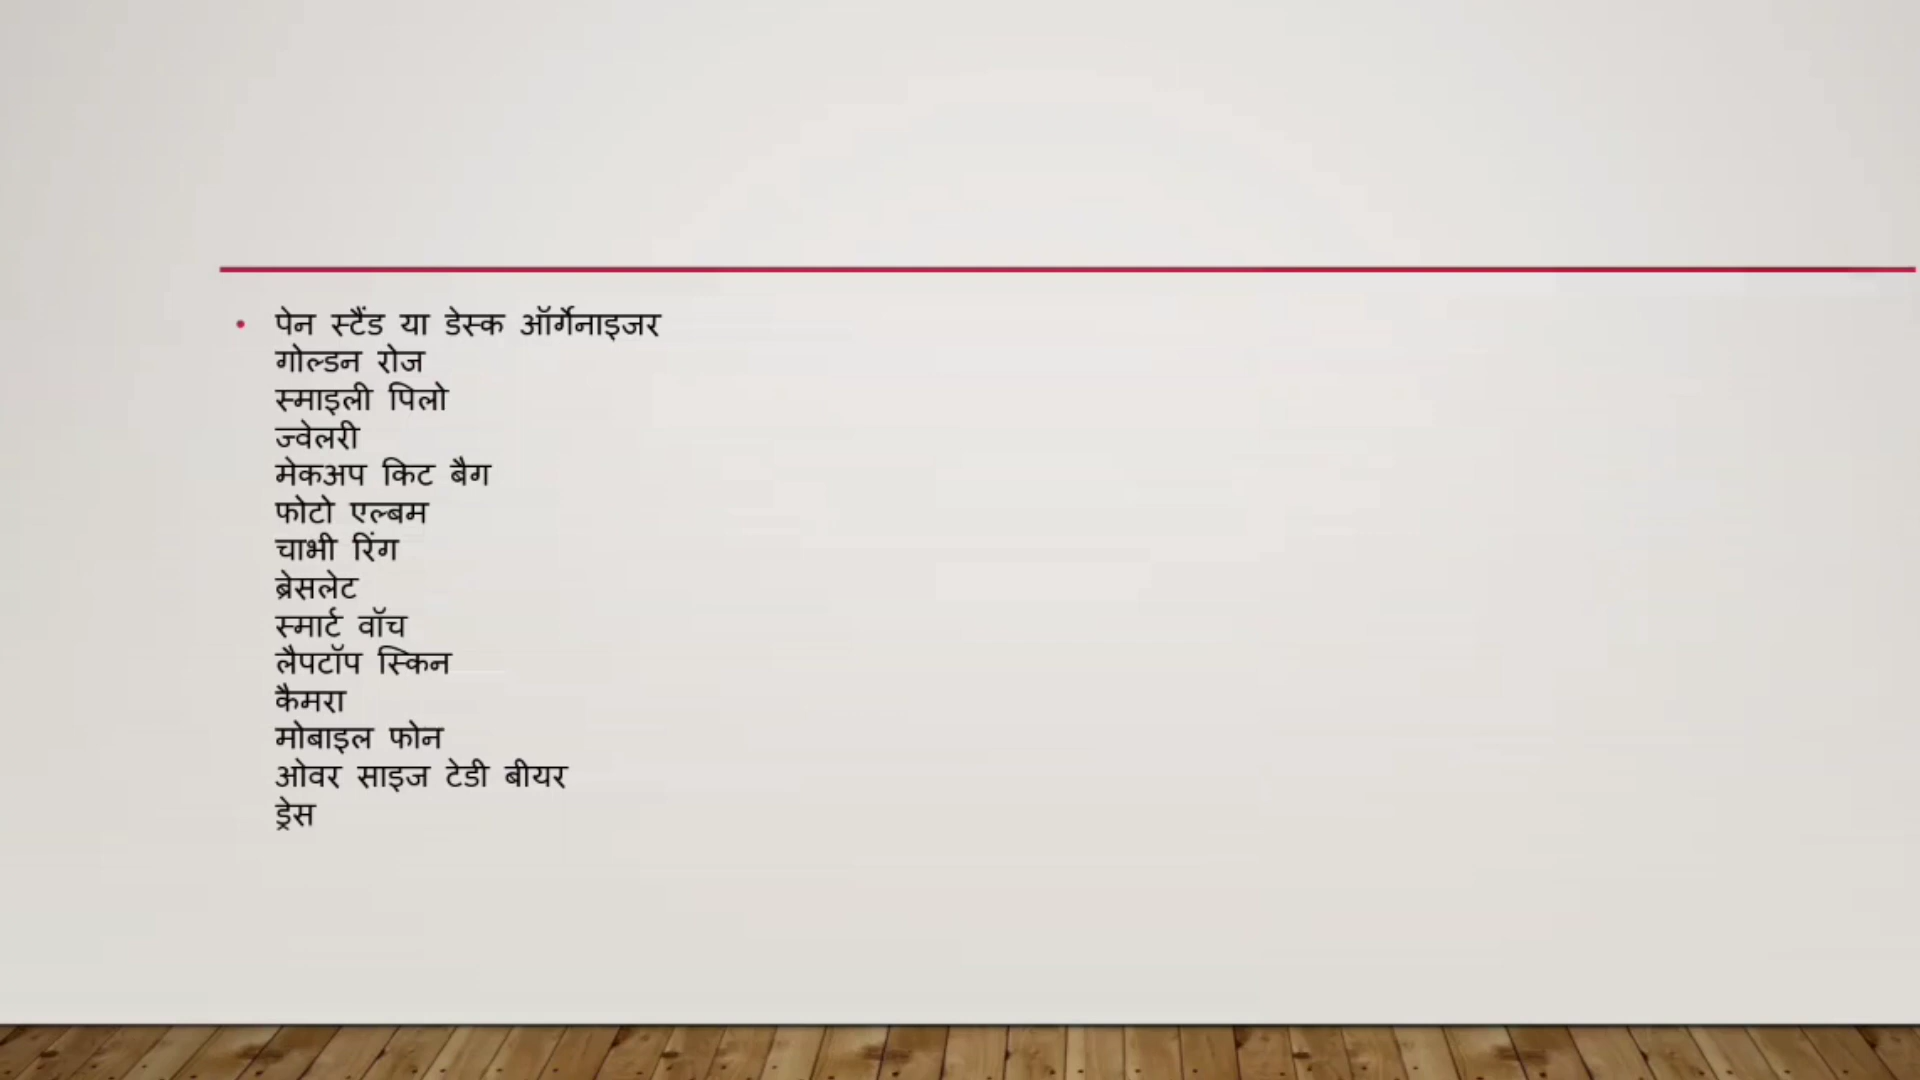 • पेन स्टैंड या डेस्क ऑर्गेनाइजर
गोल्डन रोज
स्माइली पिलो
ज्वेलरी
मेकअप किट बैग
फोटो एल्बम
चाभी रिंग
ब्रेसलेट
स्मार्ट वॉच
लैपटॉप स्किन
कैमरा
मोबाइल फोन
ओवर साइज टेडी बीयर
ड्रेस